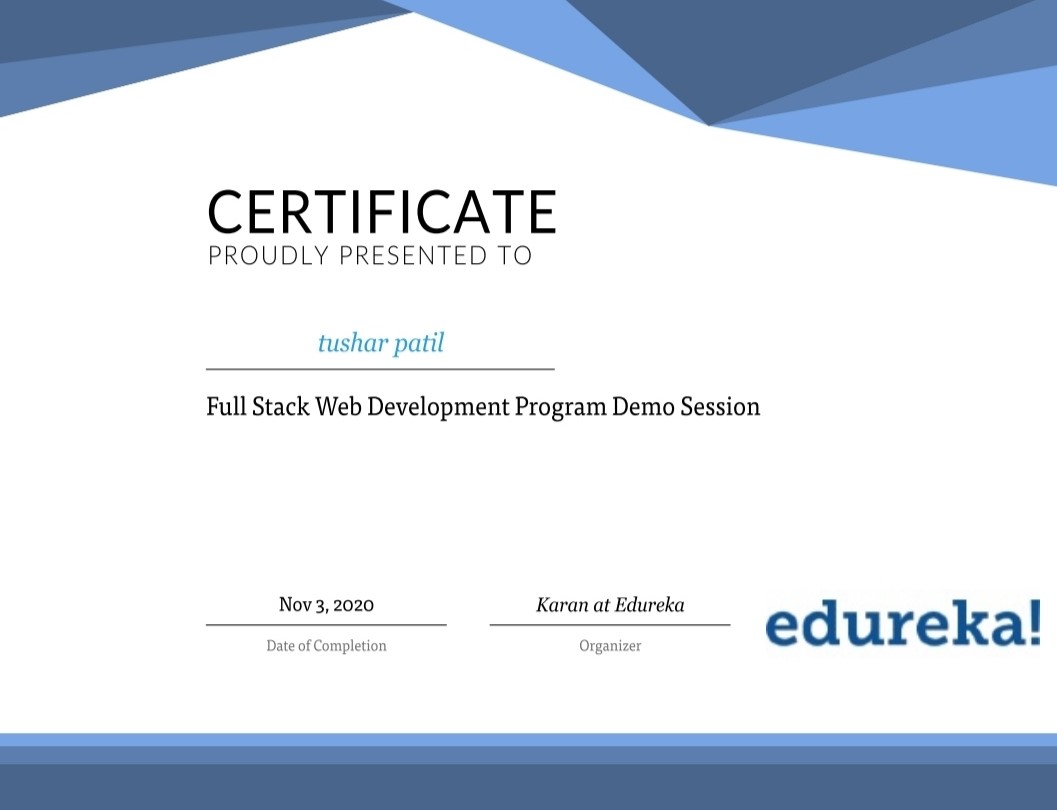 CERTIFICATE
PROUDLY PRESENTED TO
tushar patil
Full Stack Web Development Program Demo Session
Nov 3, 2020
Date of Completion
Karan at Edureka
Organizer
edureka!